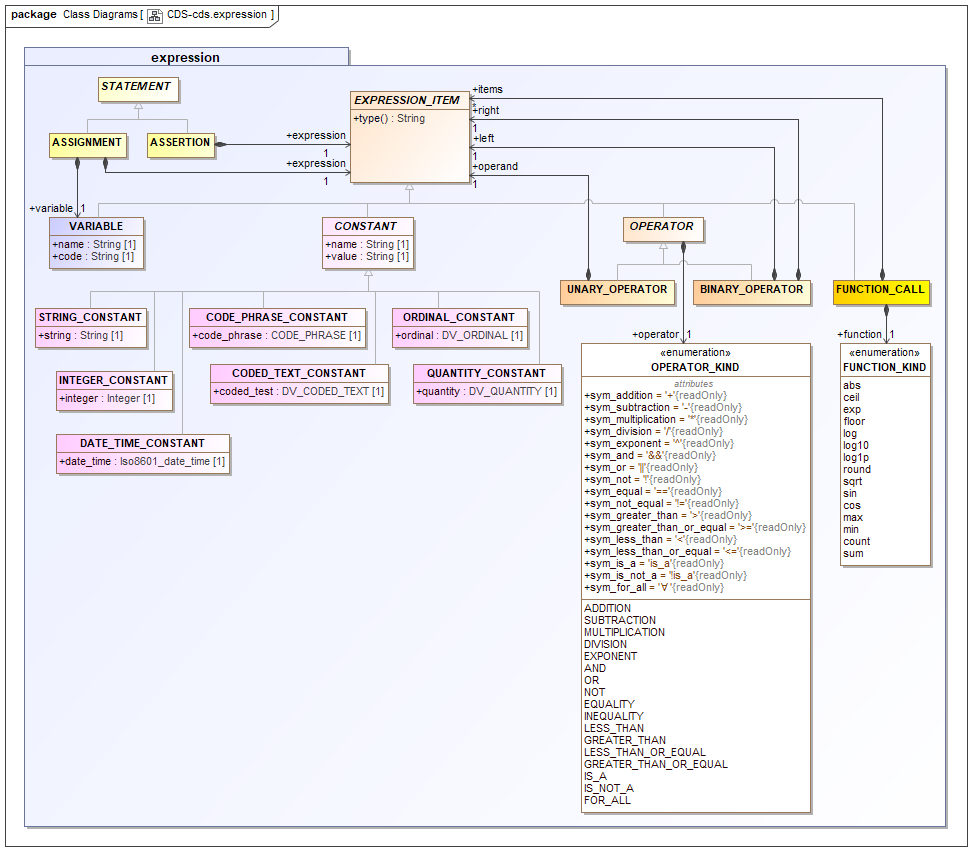 package Class Diagrams [ CDS-cds.expression ]
expression
STATEMENT
ASSIGNMENT
ASSERTION
+expression
1
+expression
1
+variable
1
EXPRESSION_ITEM
+type() : String
+items
*
+right
1
+left
1
+operand
1
VARIABLE
+name : String [1]
+code : String [1]
CONSTANT
+name : String [1]
+value : String [1]
OPERATOR
UNARY_OPERATOR
BINARY_OPERATOR
FUNCTION_CALL
STRING_CONSTANT
+string : String [1]
CODE_PHRASE_CONSTANT
+code_phrase : CODE_PHRASE [1]
ORDINAL_CONSTANT
+ordinal : DV_ORDINAL [1]
INTEGER_CONSTANT
+integer : Integer [1]
CODED_TEXT_CONSTANT
+coded_test : DV_CODED_TEXT [1]
QUANTITY_CONSTANT
+quantity : DV_QUANTITY [1]
DATE_TIME_CONSTANT
+date_time : Iso8601_date_time [1]
+operator
1
«enumeration»
OPERATOR_KIND
attributes
+sym_addition = '+'{readOnly}
+sym_subtraction = '-'{readOnly}
+sym_multiplication = '*'{readOnly}
+sym_division = '/'{readOnly}
+sym_exponent = '^'{readOnly}
+sym_and = '&&'{readOnly}
+sym_or = '||'{readOnly}
+sym_not = '!'{readOnly}
+sym_equal = '=='{readOnly}
+sym_not_equal = '!='{readOnly}
+sym_greater_than = '>'{readOnly}
+sym_greater_than_or_equal = '>='{readOnly}
+sym_less_than = '<'{readOnly}
+sym_less_than_or_equal = '<='{readOnly}
+sym_is_a = 'is_a'{readOnly}
+sym_is_not_a = '!is_a'{readOnly}
+sym_for_all = '∀ '{readOnly}
ADDITION
SUBTRACTION
MULTIPLICATION
DIVISION
EXPONENT
AND
OR
NOT
EQUALITY
INEQUALITY
LESS_THAN
GREATER_THAN
LESS_THAN_OR_EQUAL
GREATER_THAN_OR_EQUAL
IS_A
IS_NOT_A
FOR_ALL
+function
1
«enumeration»
FUNCTION_KIND
abs
ceil
exp
floor
log
log10
log1p
round
sqrt
sin
cos
max
min
count
sum